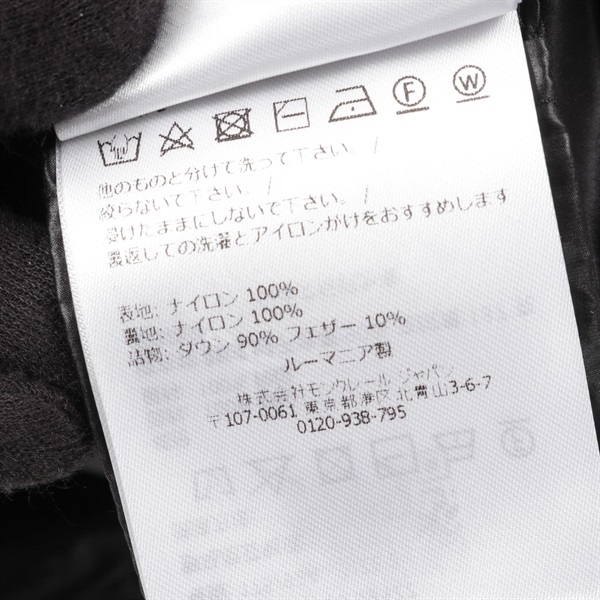 F W
他のものと分けて洗って下さい。/
絞らないで下さい。/
受けたままにしないで下さい。/
裏返しての洗濯とアイロンかけをおすすめします
表地: ナイロン 100%
裏地: ナイロン 100%
詰物: ダウン 90% フェザー 10%
ルーマニア製
株式会社モンクレール ジャパン
〒107-0061 東京都港区北青山3-6-7
0120-938-795